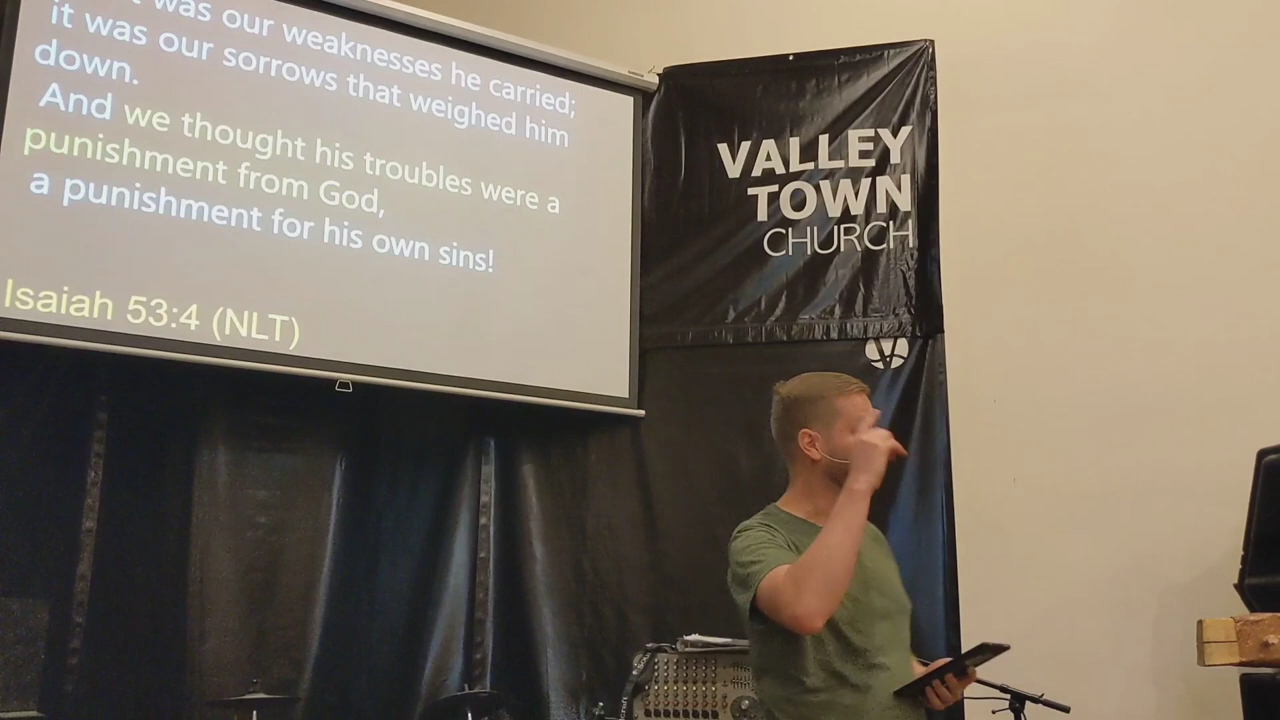 was our weaknesses he carried;
it was our sorrows that weighed him
down.
And we thought his troubles were a
punishment from God,
a punishment for his own sins!
Isaiah 53:4 (NLT)
VALLEY
TOWN
CHURCH